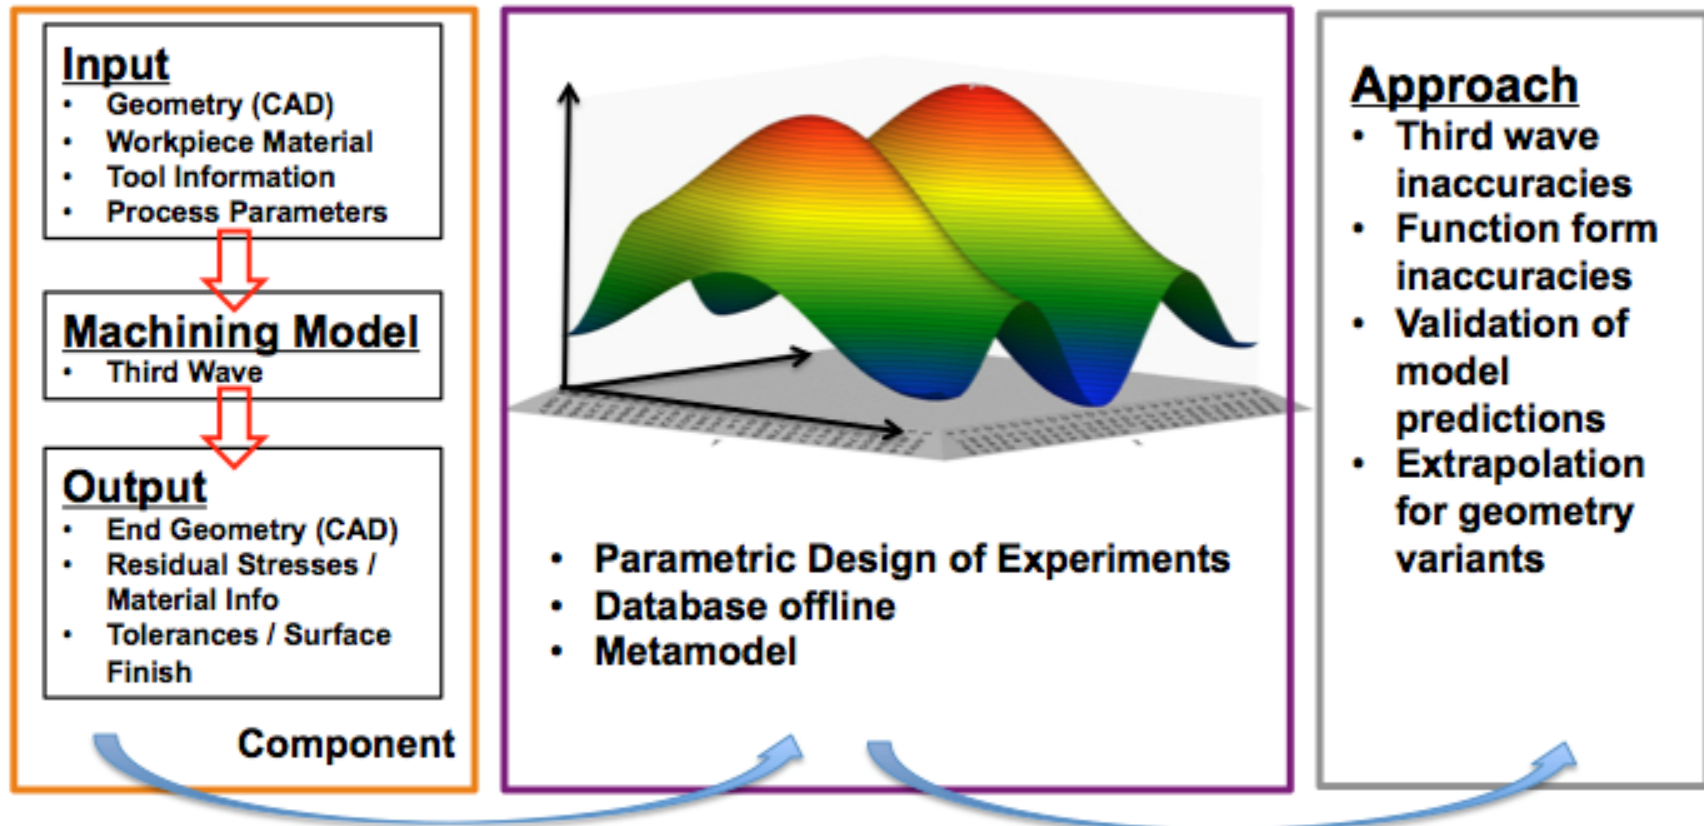 Input
• Geometry (CAD)
• Workpiece Material
• Tool Information
• Process Parameters
Machining Model
• Third Wave
Output
• End Geometry (CAD)
• Residual Stresses /
Material Info
• Tolerances / Surface
Finish
Component
• Parametric Design of Experiments
• Database offline
• Metamodel
Approach
• Third wave
inaccuracies
• Function form
inaccuracies
• Validation of
model
predictions
• Extrapolation
for geometry
variants